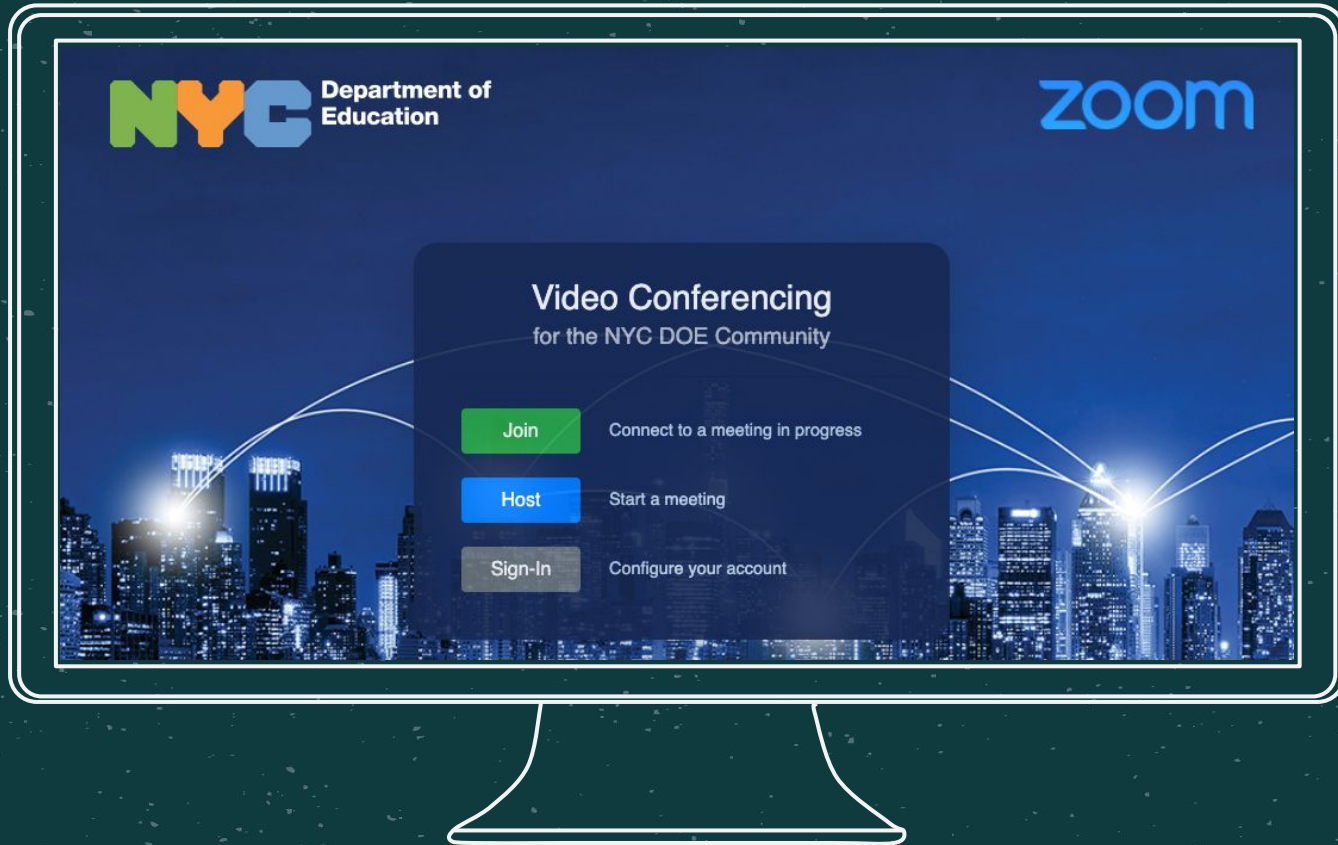 NYC Department of
Education
zoom
Video Conferencing
for the NYC DOE Community
Join Connect to a meeting in progress
Host Start a meeting
Sign-In Configure your account